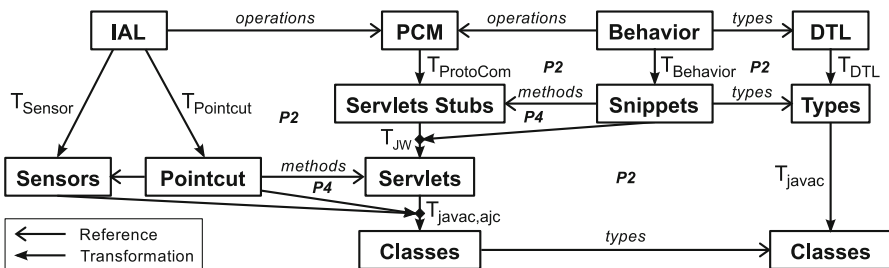 IAL operations PCM operations Behavior types DTL
T_ProtoCom P2 T_Behavior P2 T_DTL
T_Sensor T_Pointcut
Servlets Stubs methods Snippets types Types
P2 P4
T_JW
Sensors Pointcut methods Servlets P2 T_javac
P4
T_javac,ajc
Reference
Transformation
Classes types Classes